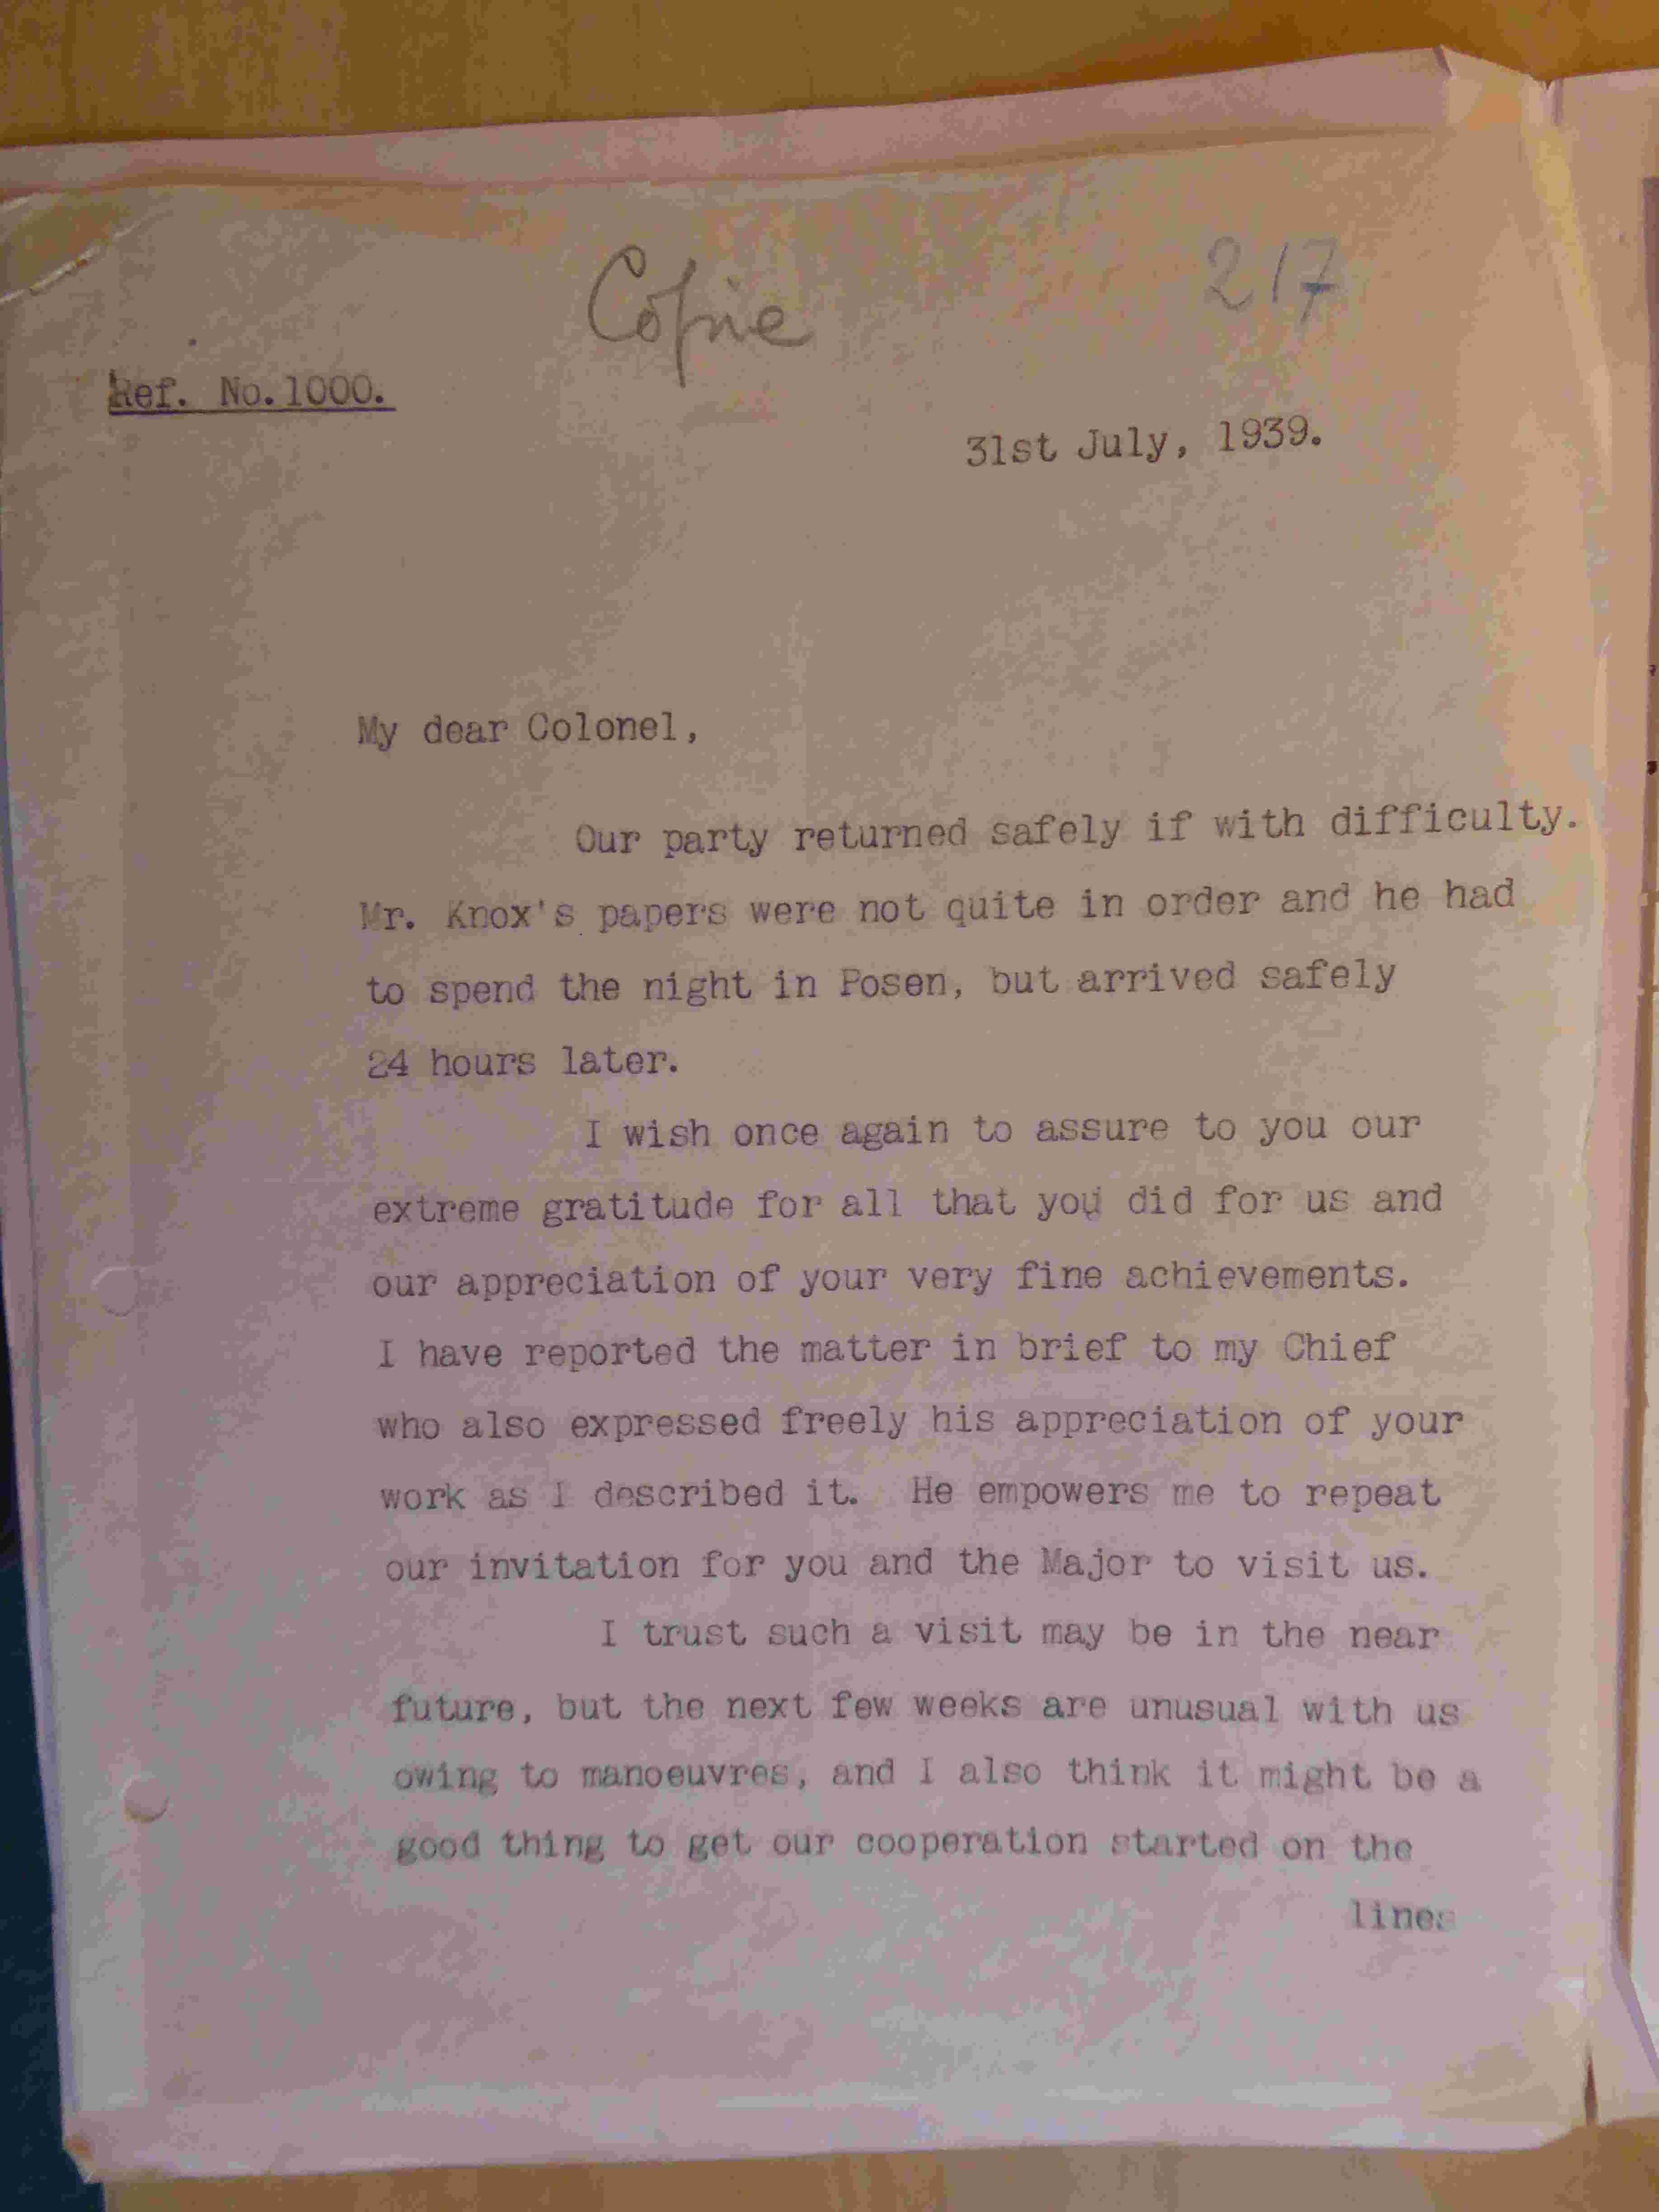 Copie
217
Ref. No.1000.
31st July, 1939.
My dear Colonel,
Our party returned safely if with difficulty.
Mr. Knox's papers were not quite in order and he had
to spend the night in Posen, but arrived safely
24 hours later.
I wish once again to assure to you our
extreme gratitude for all that you did for us and
our appreciation of your very fine achievements.
I have reported the matter in brief to my Chief
who also expressed freely his appreciation of your
work as I described it. He empowers me to repeat
our invitation for you and the Major to visit us.
I trust such a visit may be in the near
future, but the next few weeks are unusual with us
owing to manoeuvres, and I also think it might be a
good thing to get our cooperation started on the
lines